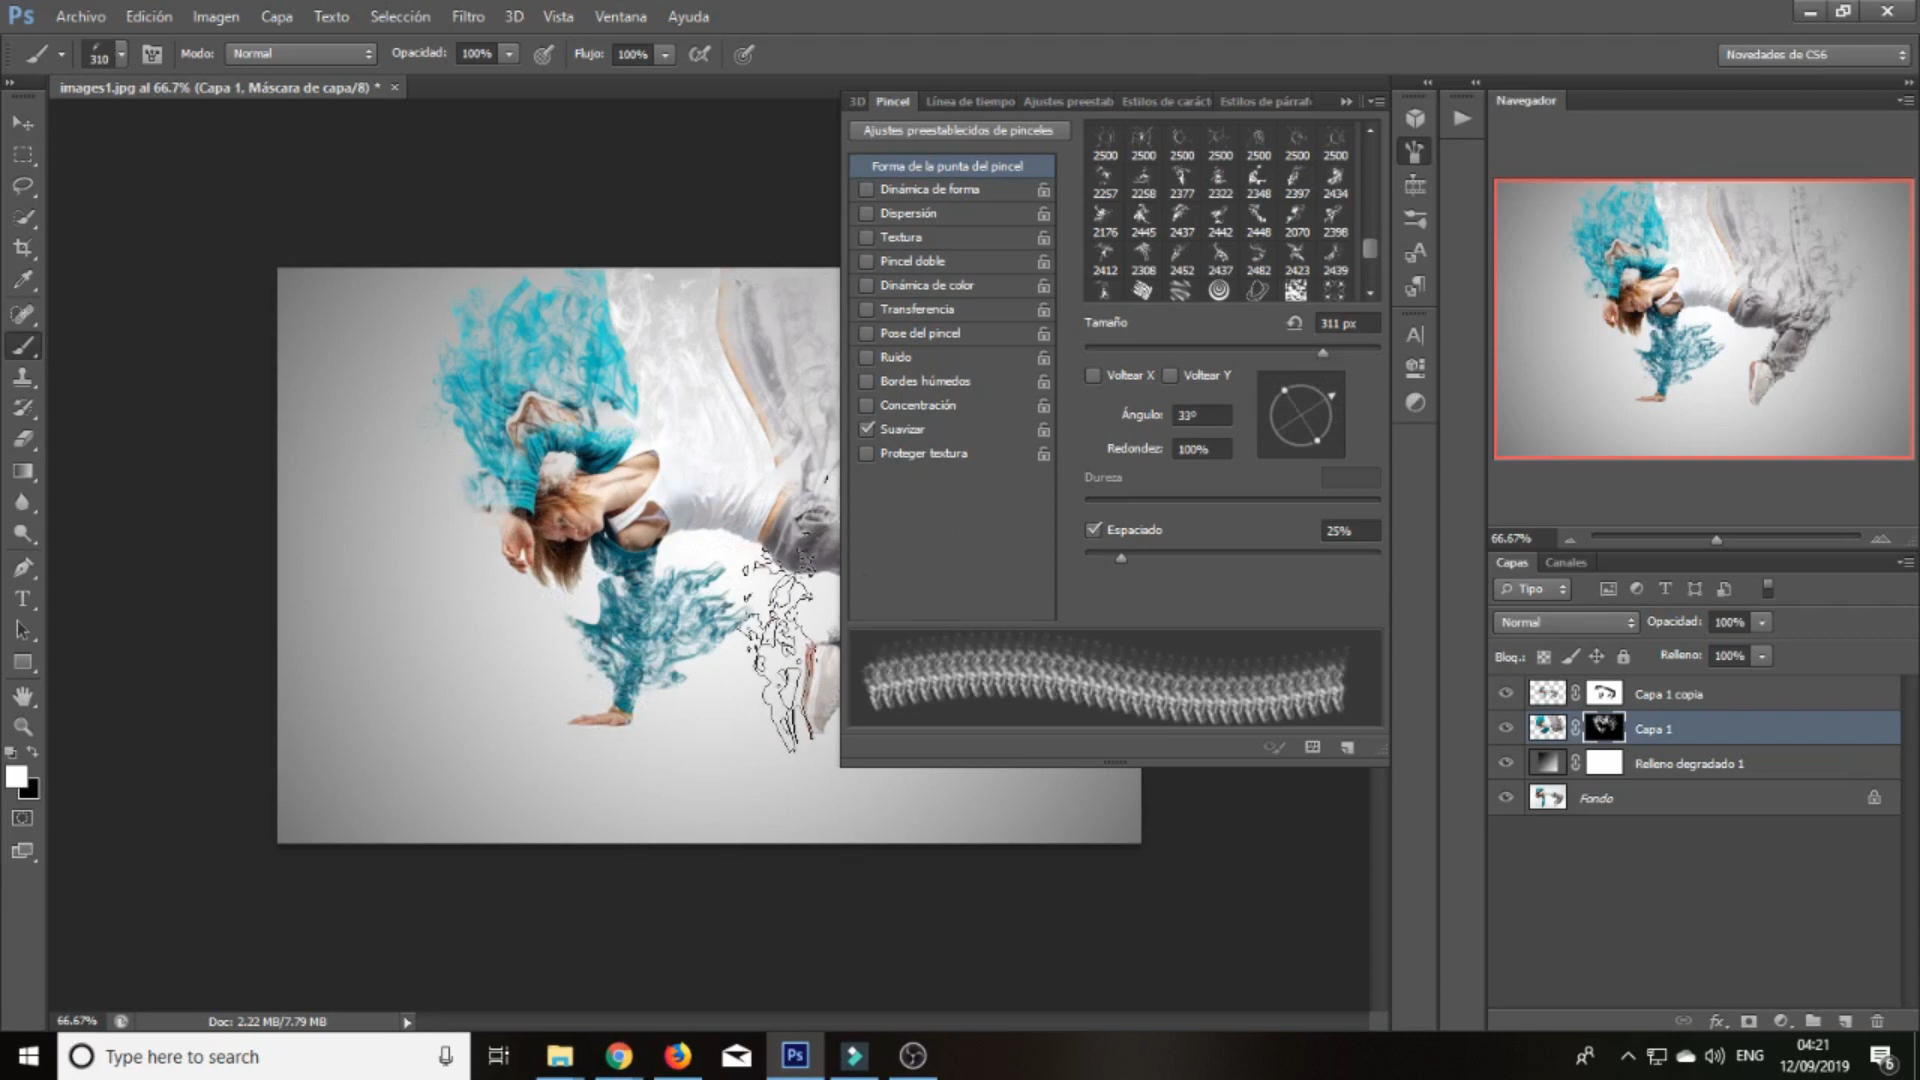 Ps Archivo Edición Imagen Capa Texto Selección Filtro 3D Vista Ventana Ayuda
310 Modo: Normal Opacidad: 100% Flujo: 100% Novedades de CS6
images1.jpg al 66.7% (Capa 1, Máscara de capa/8) * ×
3D Pincel Línea de tiempo Ajustes preestab Estilos de caráct Estilos de párraf
Navegador
Ajustes preestablecidos de pinceles
Forma de la punta del pincel
Dinámica de forma
Dispersión
Textura
Pincel doble
Dinámica de color
Transferencia
Pose del pincel
Ruido
Bordes húmedos
Concentración
Suavizar
Proteger textura
2500 2500 2500 2500 2500 2500 2500
2257 2258 2377 2322 2348 2397 2434
2176 2445 2437 2442 2448 2070 2398
2412 2308 2452 2437 2482 2423 2439
Tamaño 311 px
Voltear X Voltear Y
Ángulo: 33º
Redondez: 100%
Dureza
Espaciado 25%
66.67%
Capas Canales
Tipo
Normal Opacidad: 100%
Bloq.: Relleno: 100%
Capa 1 copia
Capa 1
Relleno degradado 1
Fondo
66.67% Doc: 2.22 MB/7.79 MB
Type here to search
Ps
ENG
04:21
12/09/2019
6